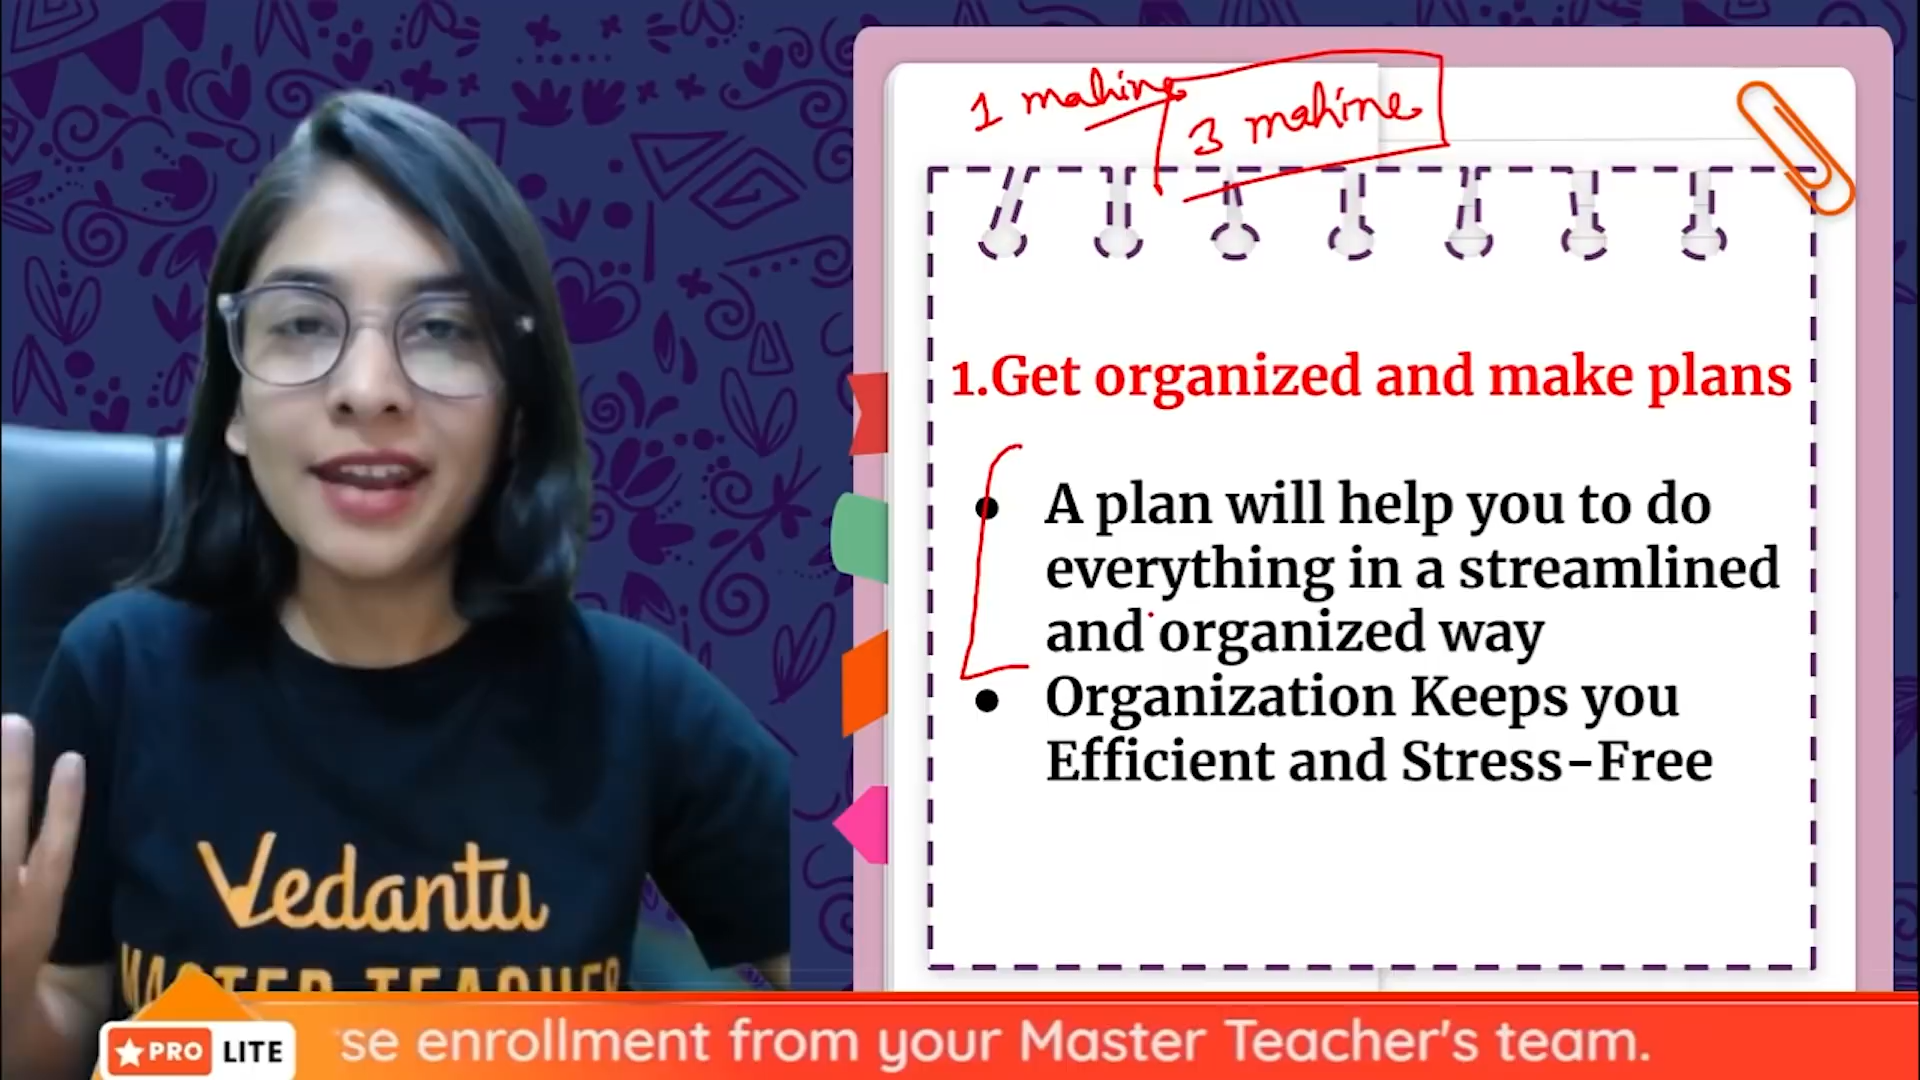 1 mahine
3 mahine
1.Get organized and make plans
● A plan will help you to do
everything in a streamlined
and organized way
● Organization Keeps you
Efficient and Stress-Free
Vedantu
MASTER TEACHER
PRO LITE
se enrollment from your Master Teacher's team.